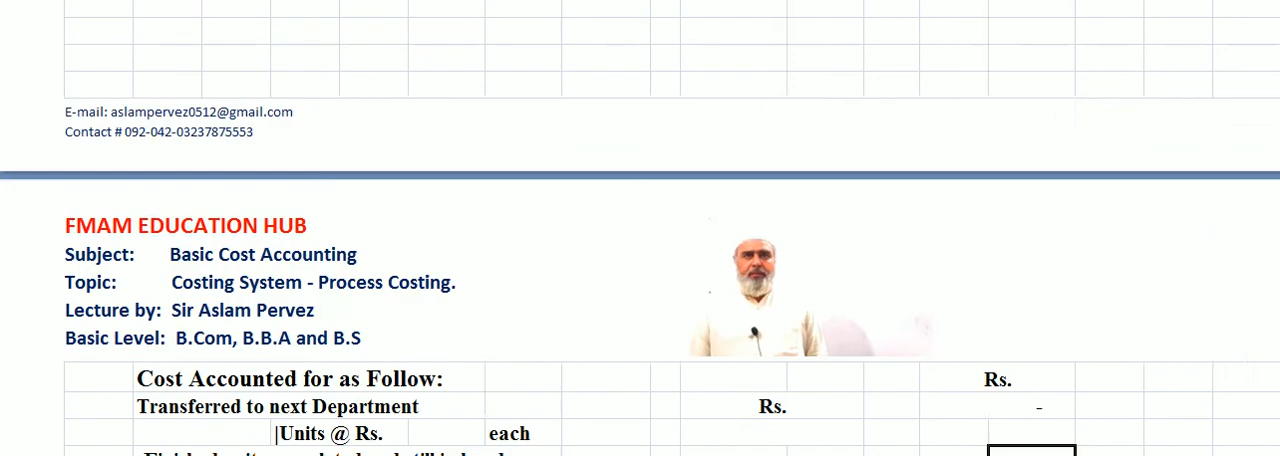 E-mail: aslampervez0512@gmail.com
Contact # 092-042-03237875553
FMAM EDUCATION HUB
Subject: Basic Cost Accounting
Topic: Costing System - Process Costing.
Lecture by: Sir Aslam Pervez
Basic Level: B.Com, B.B.A and B.S
Cost Accounted for as Follow: Rs.
Transferred to next Department Rs. -
|Units @ Rs. each